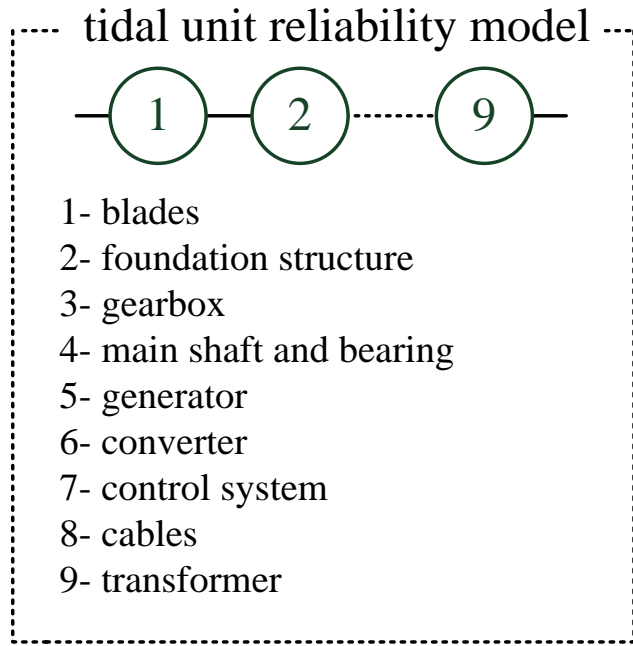 tidal unit reliability model
1 2 9
1- blades
2- foundation structure
3- gearbox
4- main shaft and bearing
5- generator
6- converter
7- control system
8- cables
9- transformer